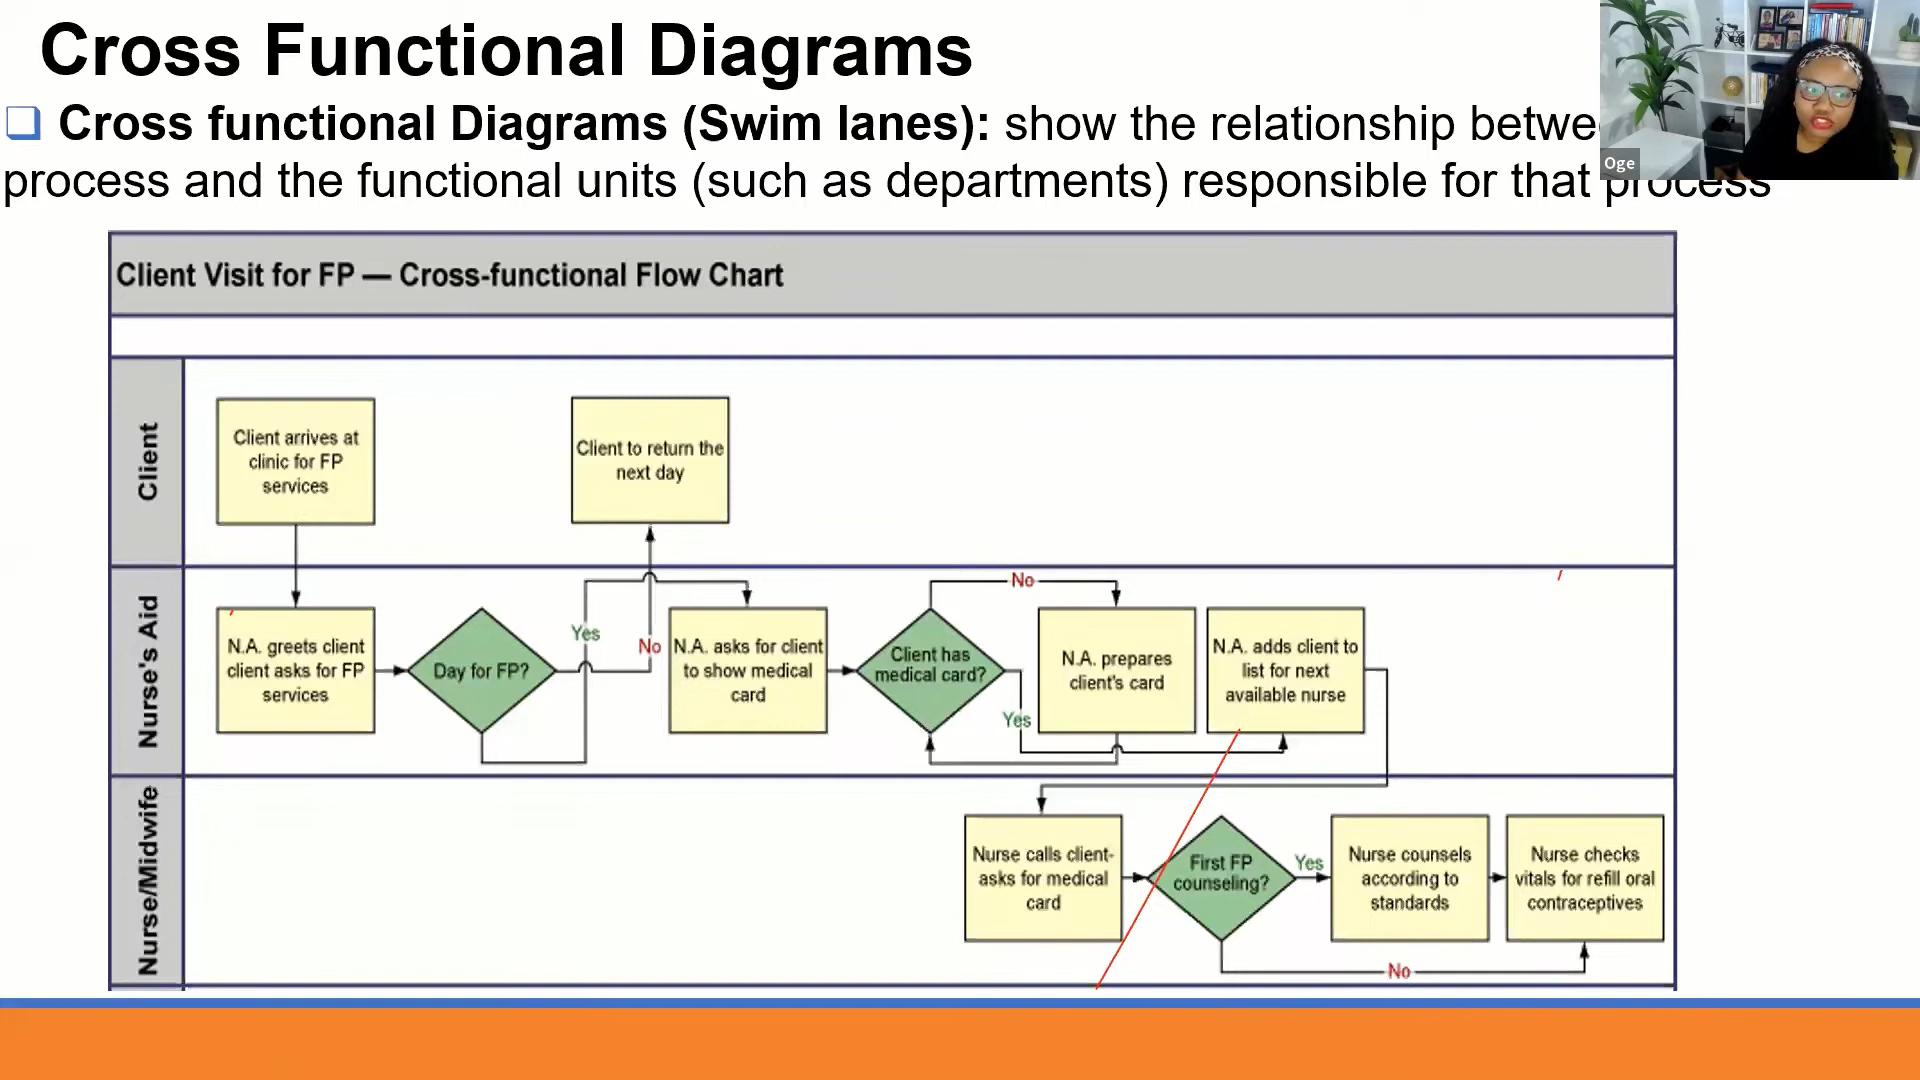 Cross Functional Diagrams
Cross functional Diagrams (Swim lanes): show the relationship
process and the functional units (such as departments) responsible for that process
Oge
Client Visit for FP — Cross-functional Flow Chart
Client
Client arrives at
clinic for FP
services
Client to return the
next day
Nurse's Aid
N.A. greets client
client asks for FP
services
Day for FP?
Yes
No
N.A. asks for client
to show medical
card
Client has
medical card?
No
Yes
N.A. prepares
client's card
N.A. adds client to
list for next
available nurse
Nurse/Midwife
Nurse calls client-
asks for medical
card
First FP
counseling?
Yes
No
Nurse counsels
according to
standards
Nurse checks
vitals for refill oral
contraceptives